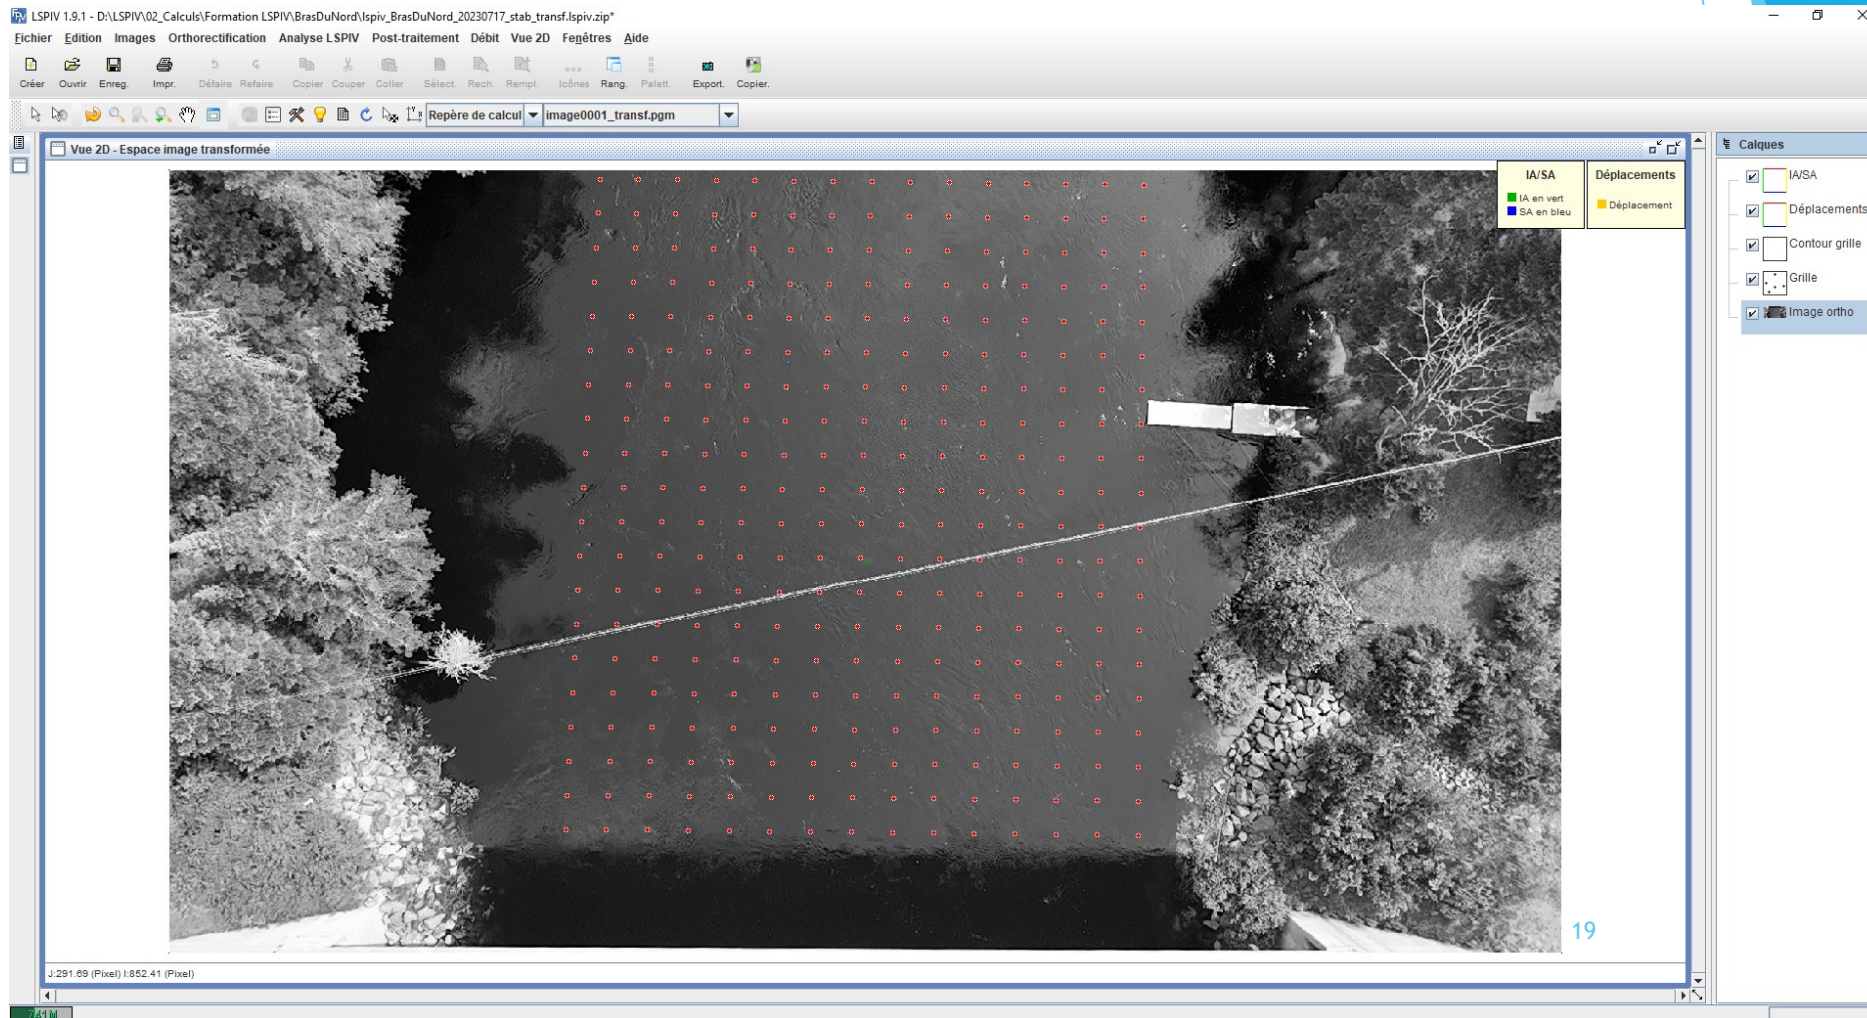 LSPIV 1.9.1 - D:\LSPIV\02_Calculs\Formation LSPIV\BrasDuNord\lspiv_BrasDuNord_20230717_stab_transf.lspiv.zip*
Fichier Edition Images Orthorectification Analyse LSPIV Post-traitement Débit Vue 2D Fenêtres Aide
Créer Ouvrir Enreg. Impr. Défaire Refaire Copier Couper Coller Sélect. Rech. Rempl. Icônes Rang. Palett. Export. Copier.
Repère de calcul image0001_transf.pgm
Vue 2D - Espace image transformée
IA/SA
IA en vert
SA en bleu
Déplacements
Déplacement
Calques
IA/SA
Déplacements
Contour grille
Grille
Image ortho
19
J:291.69 (Pixel) I:852.41 (Pixel)
741M